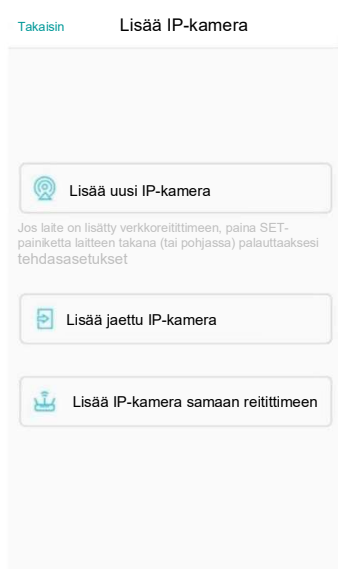 Takaisin
Lisää IP-kamera
Lisää uusi IP-kamera
Jos laite on lisätty verkkoreitittimeen, paina SET-
painiketta laitteen takana (tai pohjassa) palauttaaksesi
tehdasasetukset
Lisää jaettu IP-kamera
Lisää IP-kamera samaan reitittimeen